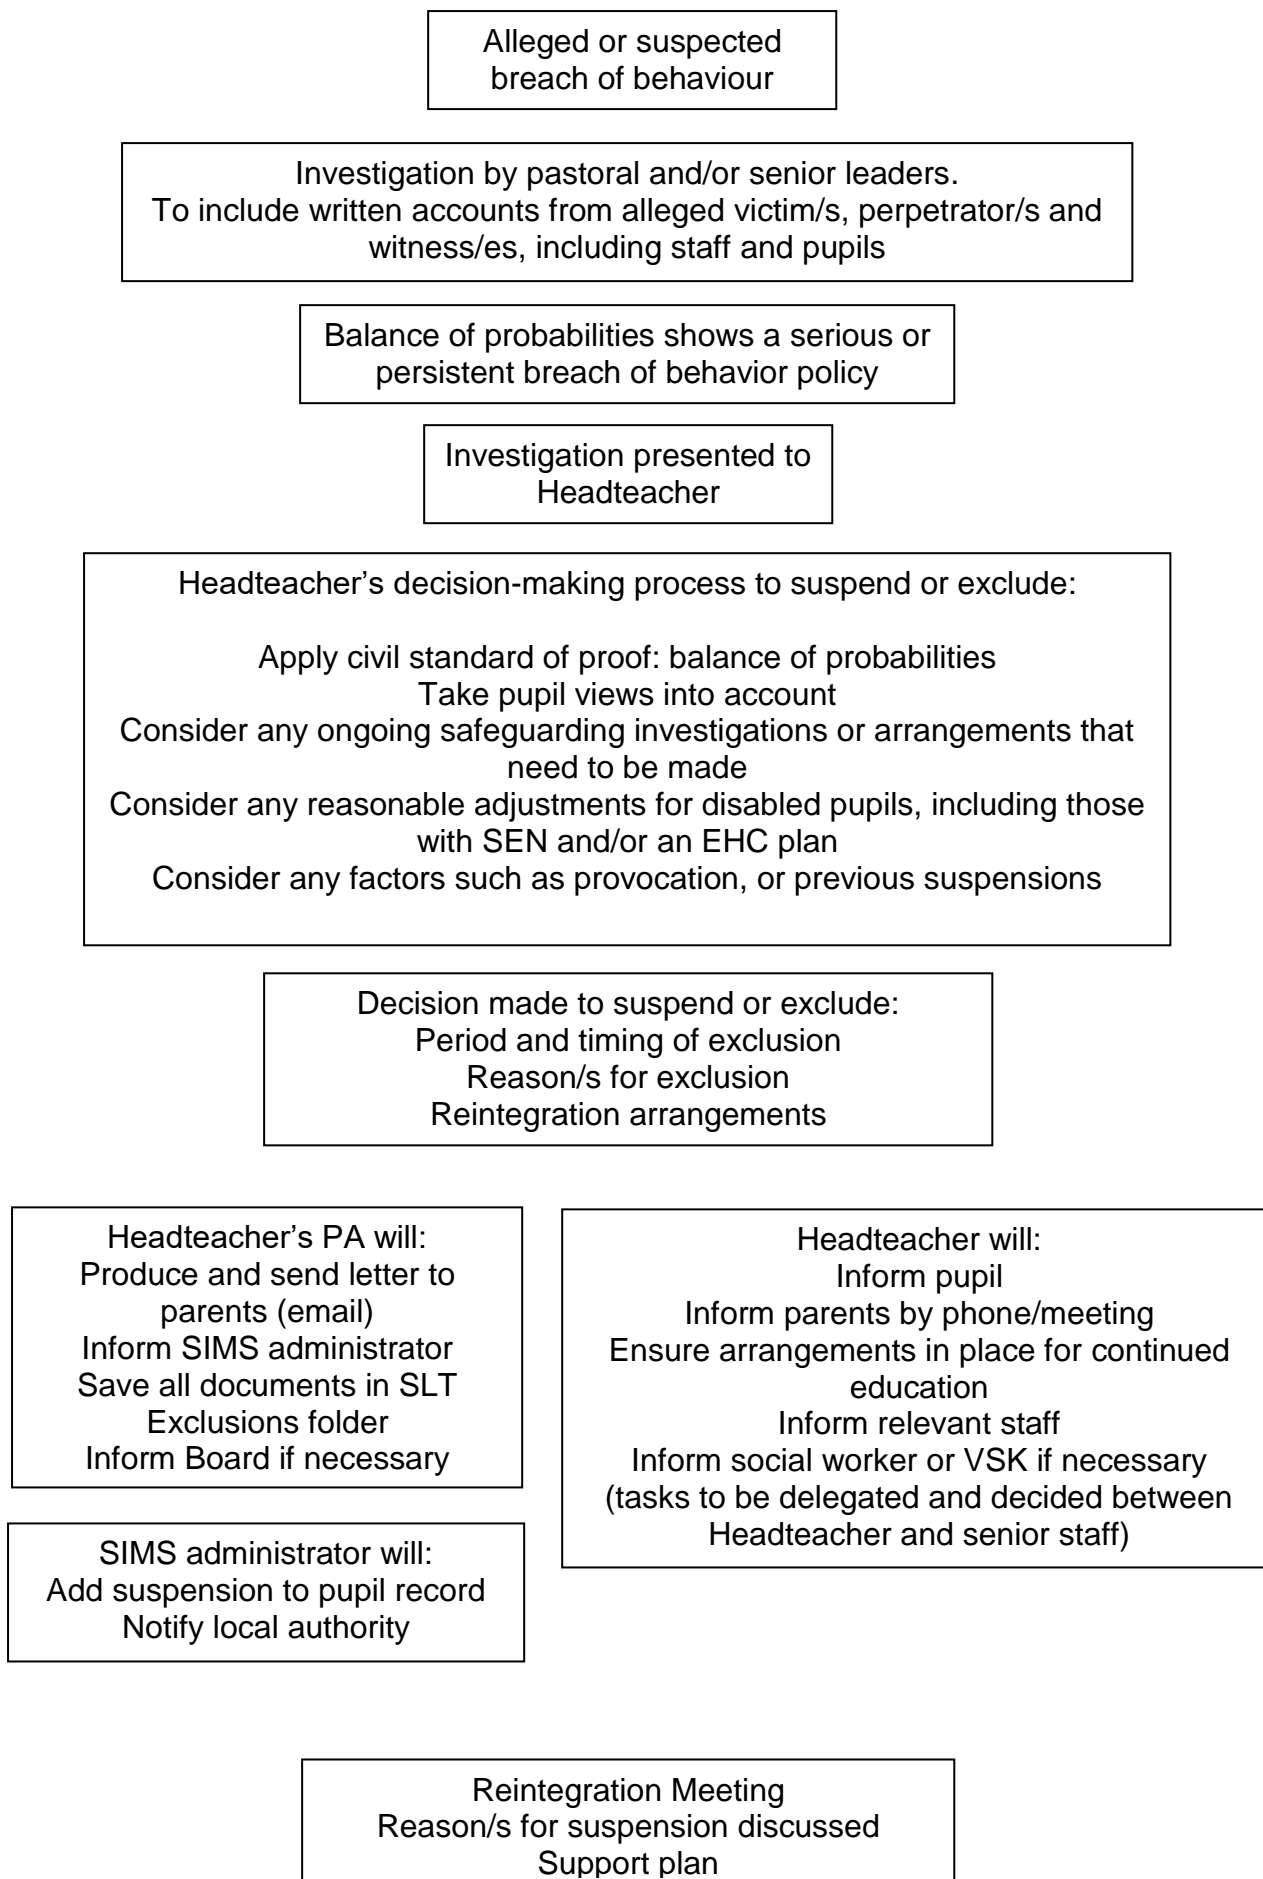 Alleged or suspected
breach of behaviour
Investigation by pastoral and/or senior leaders.
To include written accounts from alleged victim/s, perpetrator/s and
witness/es, including staff and pupils
Balance of probabilities shows a serious or
persistent breach of behavior policy
Investigation presented to
Headteacher
Headteacher’s decision-making process to suspend or exclude:
Apply civil standard of proof: balance of probabilities
Take pupil views into account
Consider any ongoing safeguarding investigations or arrangements that
need to be made
Consider any reasonable adjustments for disabled pupils, including those
with SEN and/or an EHC plan
Consider any factors such as provocation, or previous suspensions
Decision made to suspend or exclude:
Period and timing of exclusion
Reason/s for exclusion
Reintegration arrangements
Headteacher’s PA will:
Produce and send letter to
parents (email)
Inform SIMS administrator
Save all documents in SLT
Exclusions folder
Inform Board if necessary
Headteacher will:
Inform pupil
Inform parents by phone/meeting
Ensure arrangements in place for continued
education
Inform relevant staff
Inform social worker or VSK if necessary
(tasks to be delegated and decided between
Headteacher and senior staff)
SIMS administrator will:
Add suspension to pupil record
Notify local authority
Reintegration Meeting
Reason/s for suspension discussed
Support plan